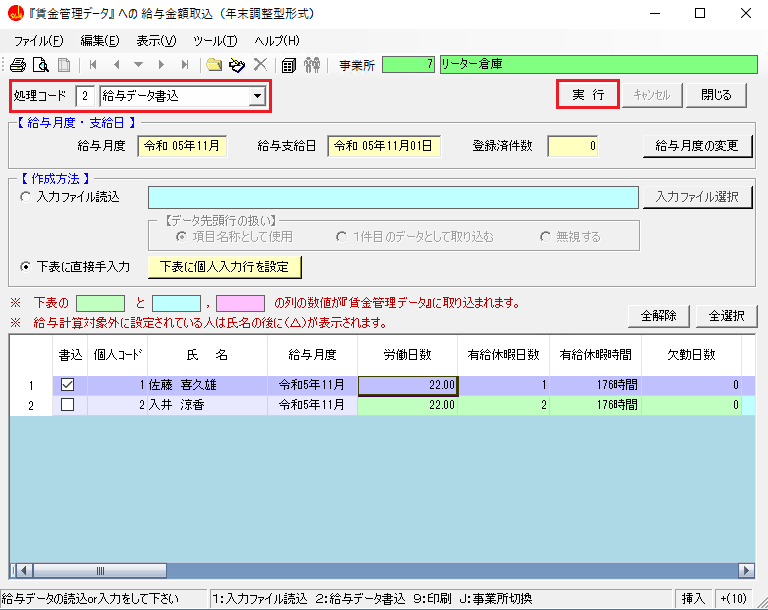 『賃金管理データ』 への 給与金額取込 （年末調整型形式）
ファイル(F) 編集(E) 表示(V) ツール(T) ヘルプ(H)
事業所 7 リーター倉庫
処理コード 2 給与データ書込 実 行 キャンセル 閉じる
【 給与月度・支給日 】
給与月度 令和 05年11月 給与支給日 令和 05年11月01日 登録済件数 0 給与月度の変更
【 作成方法 】
入力ファイル読込 入力ファイル選択
【データ先頭行の扱い】
項目名称として使用 1件目のデータとして取り込む 無視する
下表に直接手入力 下表に個人入力行を設定
※ 下表の と , の列の数値が『賃金管理データ』に取り込まれます。
※ 給与計算対象外に設定されている人は氏名の後に(△)が表示されます。
全解除 全選択
書込 個人コード 氏 名 給与月度 労働日数 有給休暇日数 有給休暇時間 欠勤日数
1 1 佐藤 喜久雄 令和5年11月 22.00 1 176時間 0
2 2 入井 涼香 令和5年11月 22.00 2 176時間 0
給与データの読込or入力をして下さい 1:入力ファイル読込 2:給与データ書込 9:印刷 J:事業所切換 挿入 +(10)